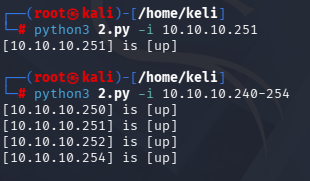 ┌──(root㉿kali)-[/home/keli]
└─# python3 2.py -i 10.10.10.251
[10.10.10.251] is [up]
┌──(root㉿kali)-[/home/keli]
└─# python3 2.py -i 10.10.10.240-254
[10.10.10.250] is [up]
[10.10.10.251] is [up]
[10.10.10.252] is [up]
[10.10.10.254] is [up]